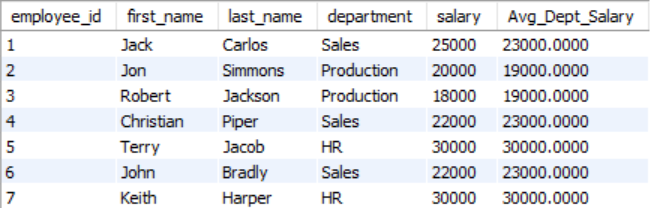 employee_id first_name last_name department salary Avg_Dept_Salary
1 Jack Carlos Sales 25000 23000.0000
2 Jon Simmons Production 20000 19000.0000
3 Robert Jackson Production 18000 19000.0000
4 Christian Piper Sales 22000 23000.0000
5 Terry Jacob HR 30000 30000.0000
6 John Bradly Sales 22000 23000.0000
7 Keith Harper HR 30000 30000.0000